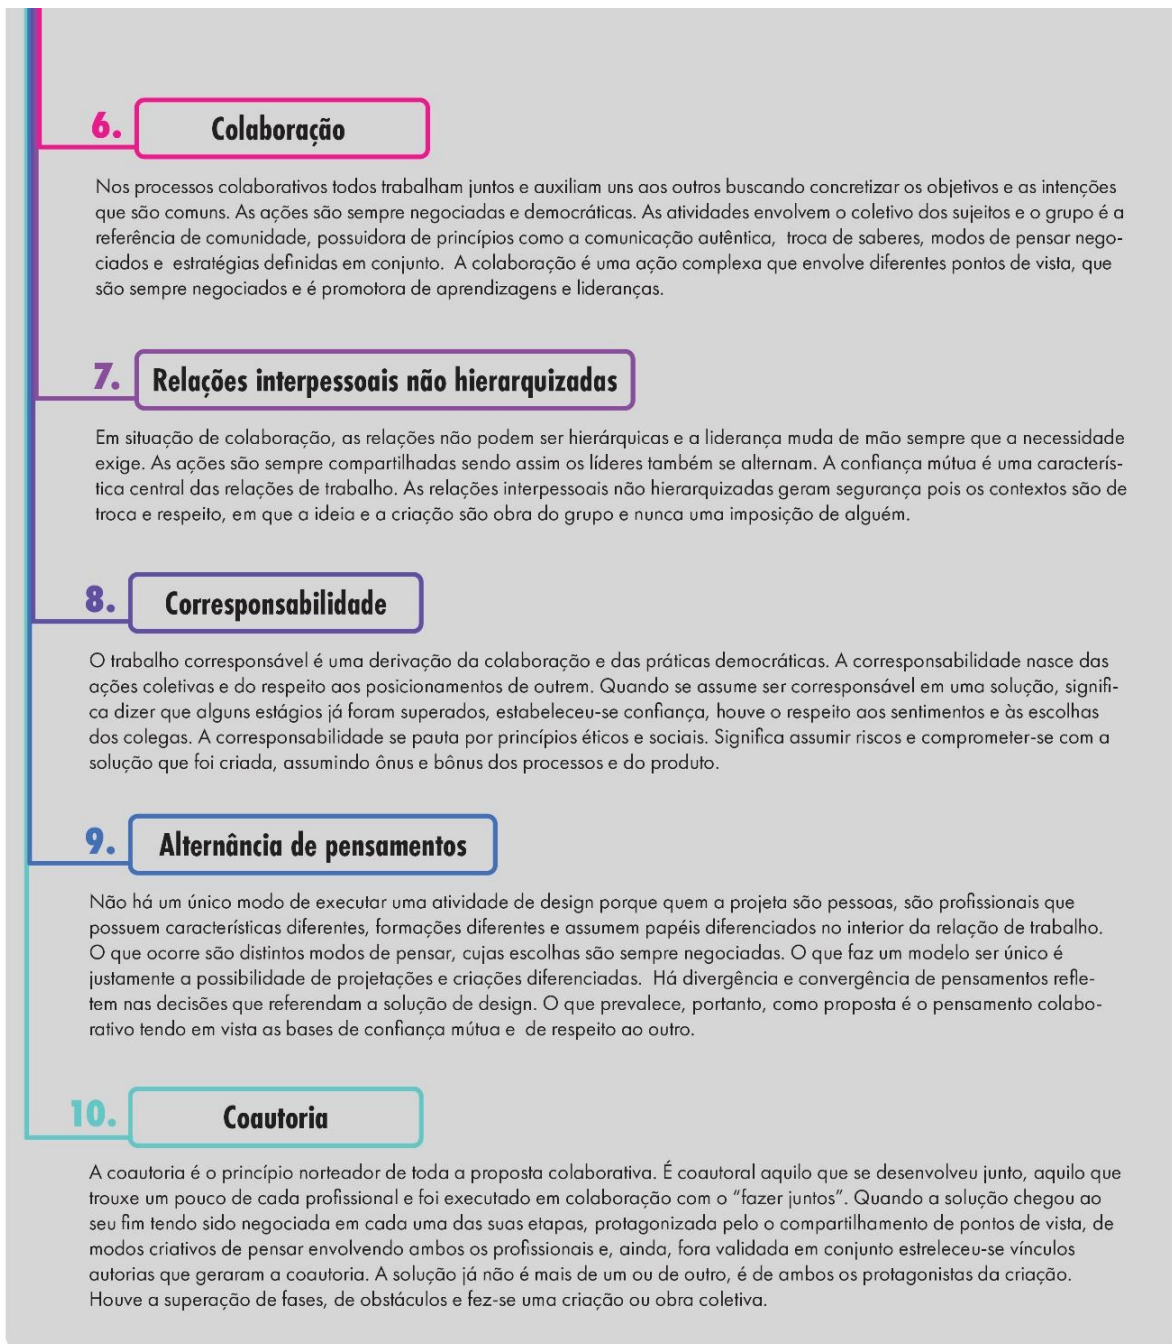 6. Colaboração
Nos processos colaborativos todos trabalham juntos e auxiliam uns aos outros buscando concretizar os objetivos e as intenções
que são comuns. As ações são sempre negociadas e democráticas. As atividades envolvem o coletivo dos sujeitos e o grupo é a
referência de comunidade, possuidora de princípios como a comunicação autêntica, troca de saberes, modos de pensar nego-
ciados e estratégias definidas em conjunto. A colaboração é uma ação complexa que envolve diferentes pontos de vista, que
são sempre negociados e é promotora de aprendizagens e lideranças.
7. Relações interpessoais não hierarquizadas
Em situação de colaboração, as relações não podem ser hierárquicas e a liderança muda de mão sempre que a necessidade
exige. As ações são sempre compartilhadas sendo assim os líderes também se alternam. A confiança mútua é uma caracterís-
tica central das relações de trabalho. As relações interpessoais não hierarquizadas geram segurança pois os contextos são de
troca e respeito, em que a ideia e a criação são obra do grupo e nunca uma imposição de alguém.
8. Corresponsabilidade
O trabalho corresponsável é uma derivação da colaboração e das práticas democráticas. A corresponsabilidade nasce das
ações coletivas e do respeito aos posicionamentos de outrem. Quando se assume ser corresponsável em uma solução, signifi-
ca dizer que alguns estágios já foram superados, estabeleceu-se confiança, houve o respeito aos sentimentos e às escolhas
dos colegas. A corresponsabilidade se pauta por princípios éticos e sociais. Significa assumir riscos e comprometer-se com a
solução que foi criada, assumindo ônus e bônus dos processos e do produto.
9. Alternância de pensamentos
Não há um único modo de executar uma atividade de design porque quem a projeta são pessoas, são profissionais que
possuem características diferentes, formações diferentes e assumem papéis diferenciados no interior da relação de trabalho.
O que ocorre são distintos modos de pensar, cujas escolhas são sempre negociadas. O que faz um modelo ser único é
justamente a possibilidade de projetações e criações diferenciadas. Há divergência e convergência de pensamentos refle-
tem nas decisões que referendam a solução de design. O que prevalece, portanto, como proposta é o pensamento colabo-
rativo tendo em vista as bases de confiança mútua e de respeito ao outro.
10. Coautoria
A coautoria é o princípio norteador de toda a proposta colaborativa. É coautoral aquilo que se desenvolveu junto, aquilo que
trouxe um pouco de cada profissional e foi executado em colaboração com o “fazer juntos”. Quando a solução chegou ao
seu fim tendo sido negociada em cada uma das suas etapas, protagonizada pelo o compartilhamento de pontos de vista, de
modos criativos de pensar envolvendo ambos os profissionais e, ainda, fora validada em conjunto estreleceu-se vínculos
autorias que geraram a coautoria. A solução já não é mais de um ou de outro, é de ambos os protagonistas da criação.
Houve a superação de fases, de obstáculos e fez-se uma criação ou obra coletiva.